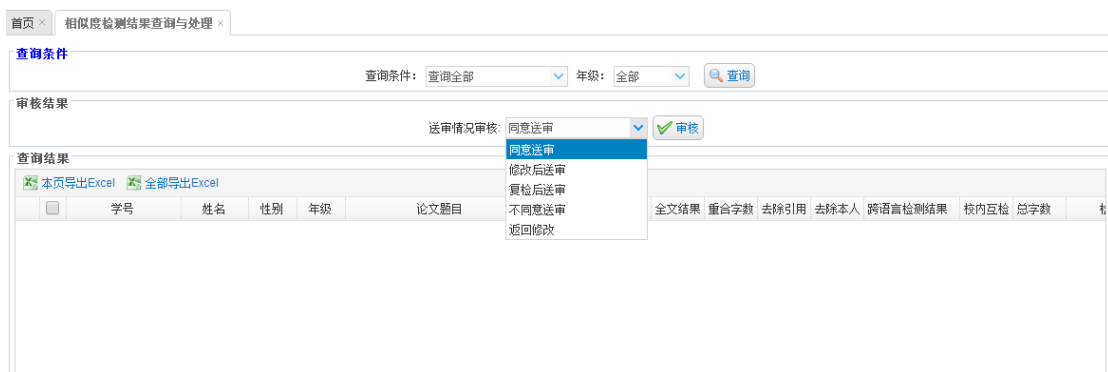 首页 相似度检测结果查询与处理
查询条件
查询条件： 查询全部 年级： 全部 查询
审核结果
送审情况审核: 同意送审 审核
同意送审
修改后送审
复检后送审
不同意送审
返回修改
查询结果
本页导出Excel 全部导出Excel
学号 姓名 性别 年级 论文题目 全文结果 重合字数 去除引用 去除本人 跨语言检测结果 校内互检 总字数